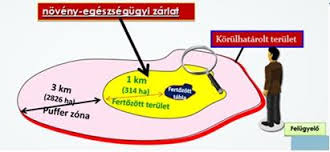 növény-egészségügyi zárlat
Körülhatárolt terület
1 km
(314 ha)
Fertőzött
tábla
Fertőzött terület
3 km
(2826 ha)
Puffer zóna
Felügyelő